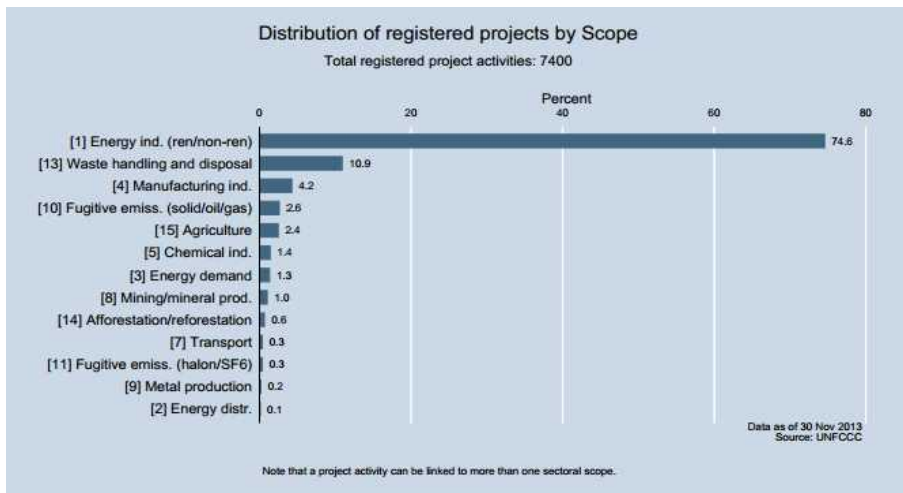 Distribution of registered projects by Scope
Total registered project activities: 7400
Percent
0 20 40 60 80
[1] Energy ind. (ren/non-ren) 74.6
[13] Waste handling and disposal 10.9
[4] Manufacturing ind. 4.2
[10] Fugitive emiss. (solid/oil/gas) 2.6
[15] Agriculture 2.4
[5] Chemical ind. 1.4
[3] Energy demand 1.3
[8] Mining/mineral prod. 1.0
[14] Afforestation/reforestation 0.6
[7] Transport 0.3
[11] Fugitive emiss. (halon/SF6) 0.3
[9] Metal production 0.2
[2] Energy distr. 0.1
Data as of 30 Nov 2013
Source: UNFCCC
Note that a project activity can be linked to more than one sectoral scope.